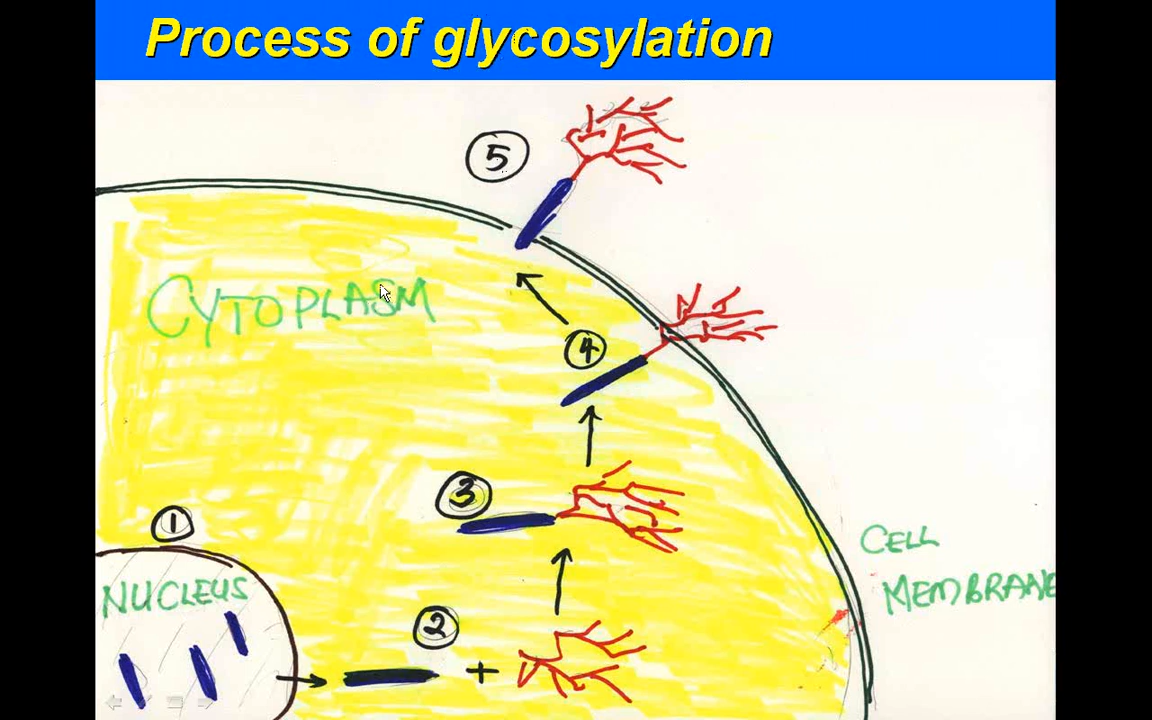 Process of glycosylation
5
CYTOPLASM
4
3
1
CELL
MEMBRANE
NUCLEUS
2
+